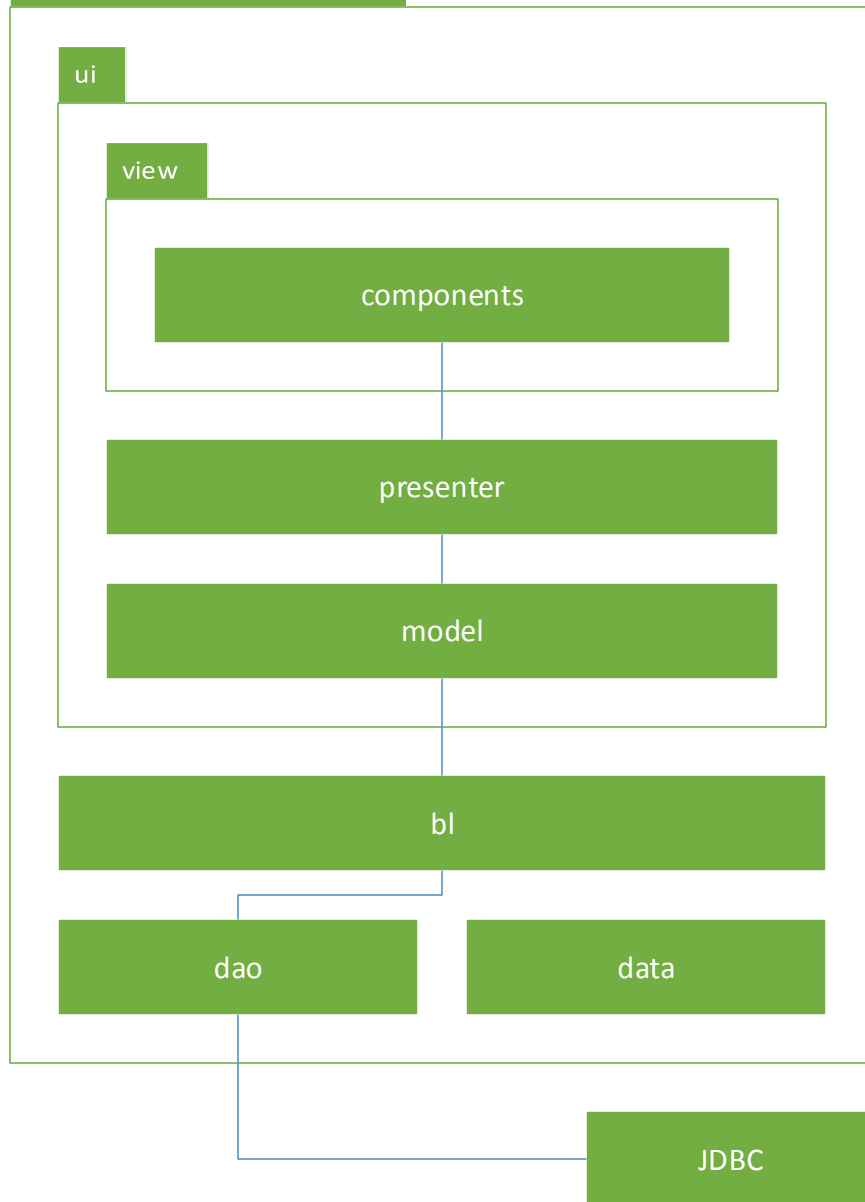 ui
view
components
presenter
model
bl
dao
data
JDBC